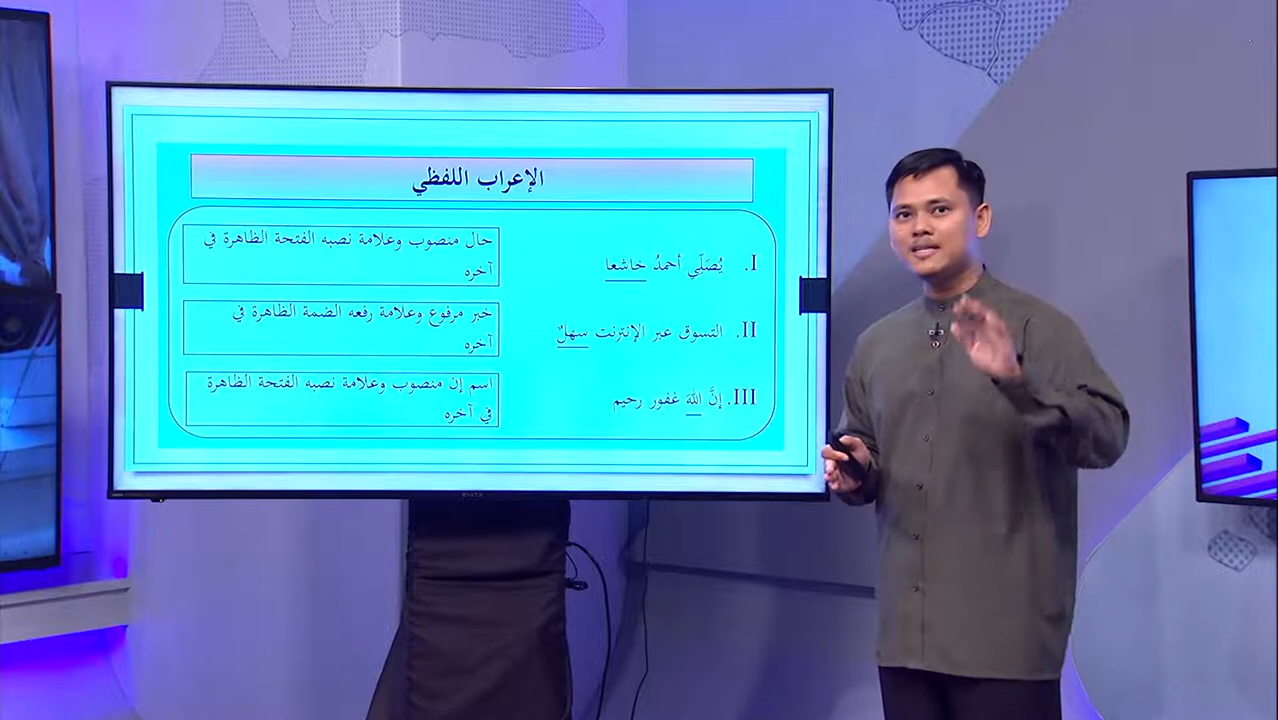 الإعراب اللفظي
I. يُصَلِّي أحمدُ خاشعا
حال منصوب وعلامة نصبه الفتحة الظاهرة في
آخره
II. التسوق عبر الإنترنت سهلٌ
خبر مرفوع وعلامة رفعه الضمة الظاهرة في
آخره
III. إنَّ اللهَ غفور رحيم
اسم إن منصوب وعلامة نصبه الفتحة الظاهرة
في آخره